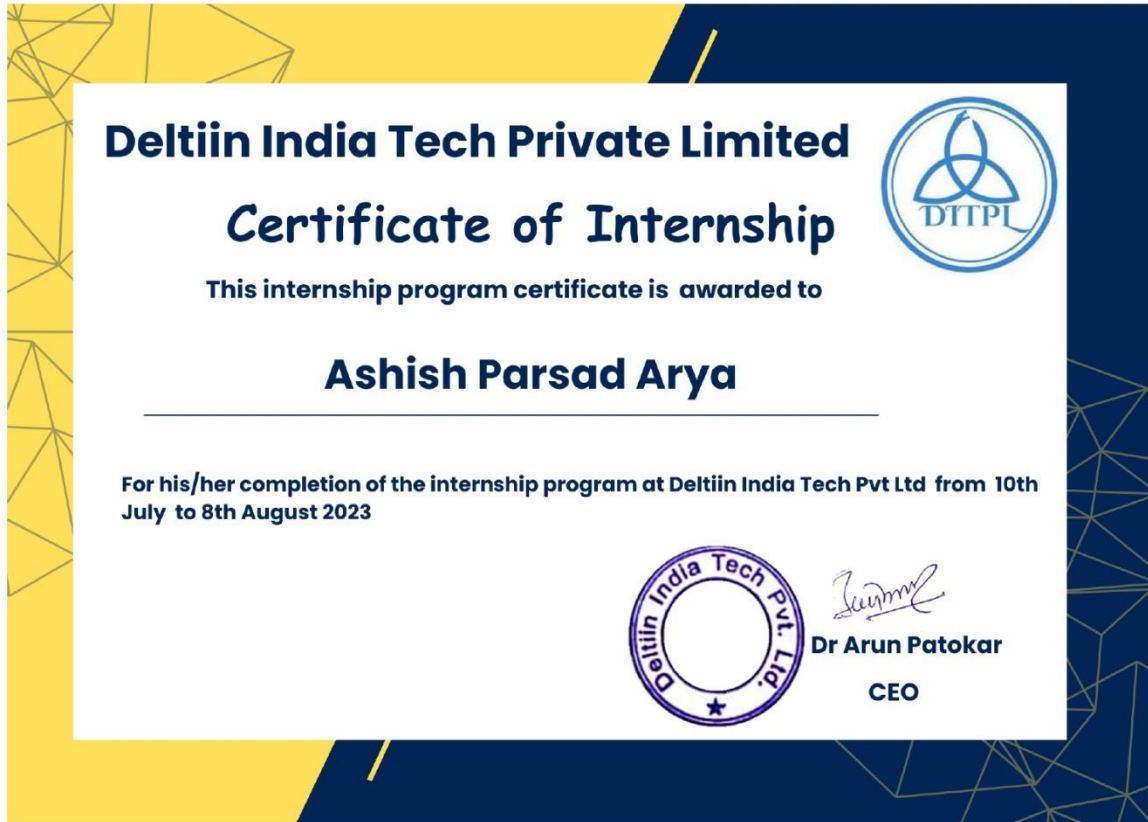 Deltiin India Tech Private Limited
DITPL
Certificate of Internship
This internship program certificate is awarded to
Ashish Parsad Arya
For his/her completion of the internship program at Deltiin India Tech Pvt Ltd from 10th
July to 8th August 2023
Deltiin India Tech Pvt. Ltd.
Dr Arun Patokar
CEO